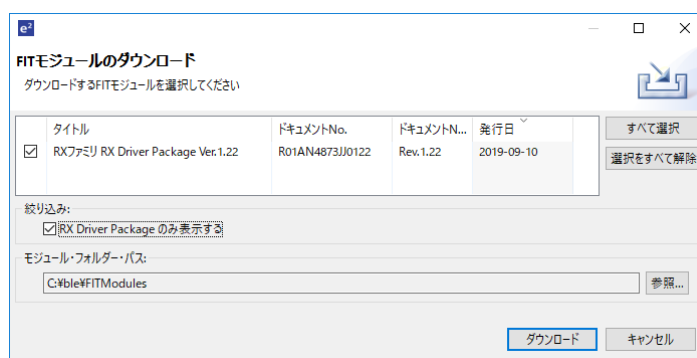 e²
FITモジュールのダウンロード
ダウンロードするFITモジュールを選択してください
タイトル ドキュメントNo. ドキュメントN... 発行日
RXファミリ RX Driver Package Ver.1.22 R01AN4873JJ0122 Rev.1.22 2019-09-10
すべて選択
選択をすべて解除
絞り込み:
RX Driver Package のみ表示する
モジュール・フォルダー・パス:
C:¥ble¥FITModules
参照...
ダウンロード キャンセル